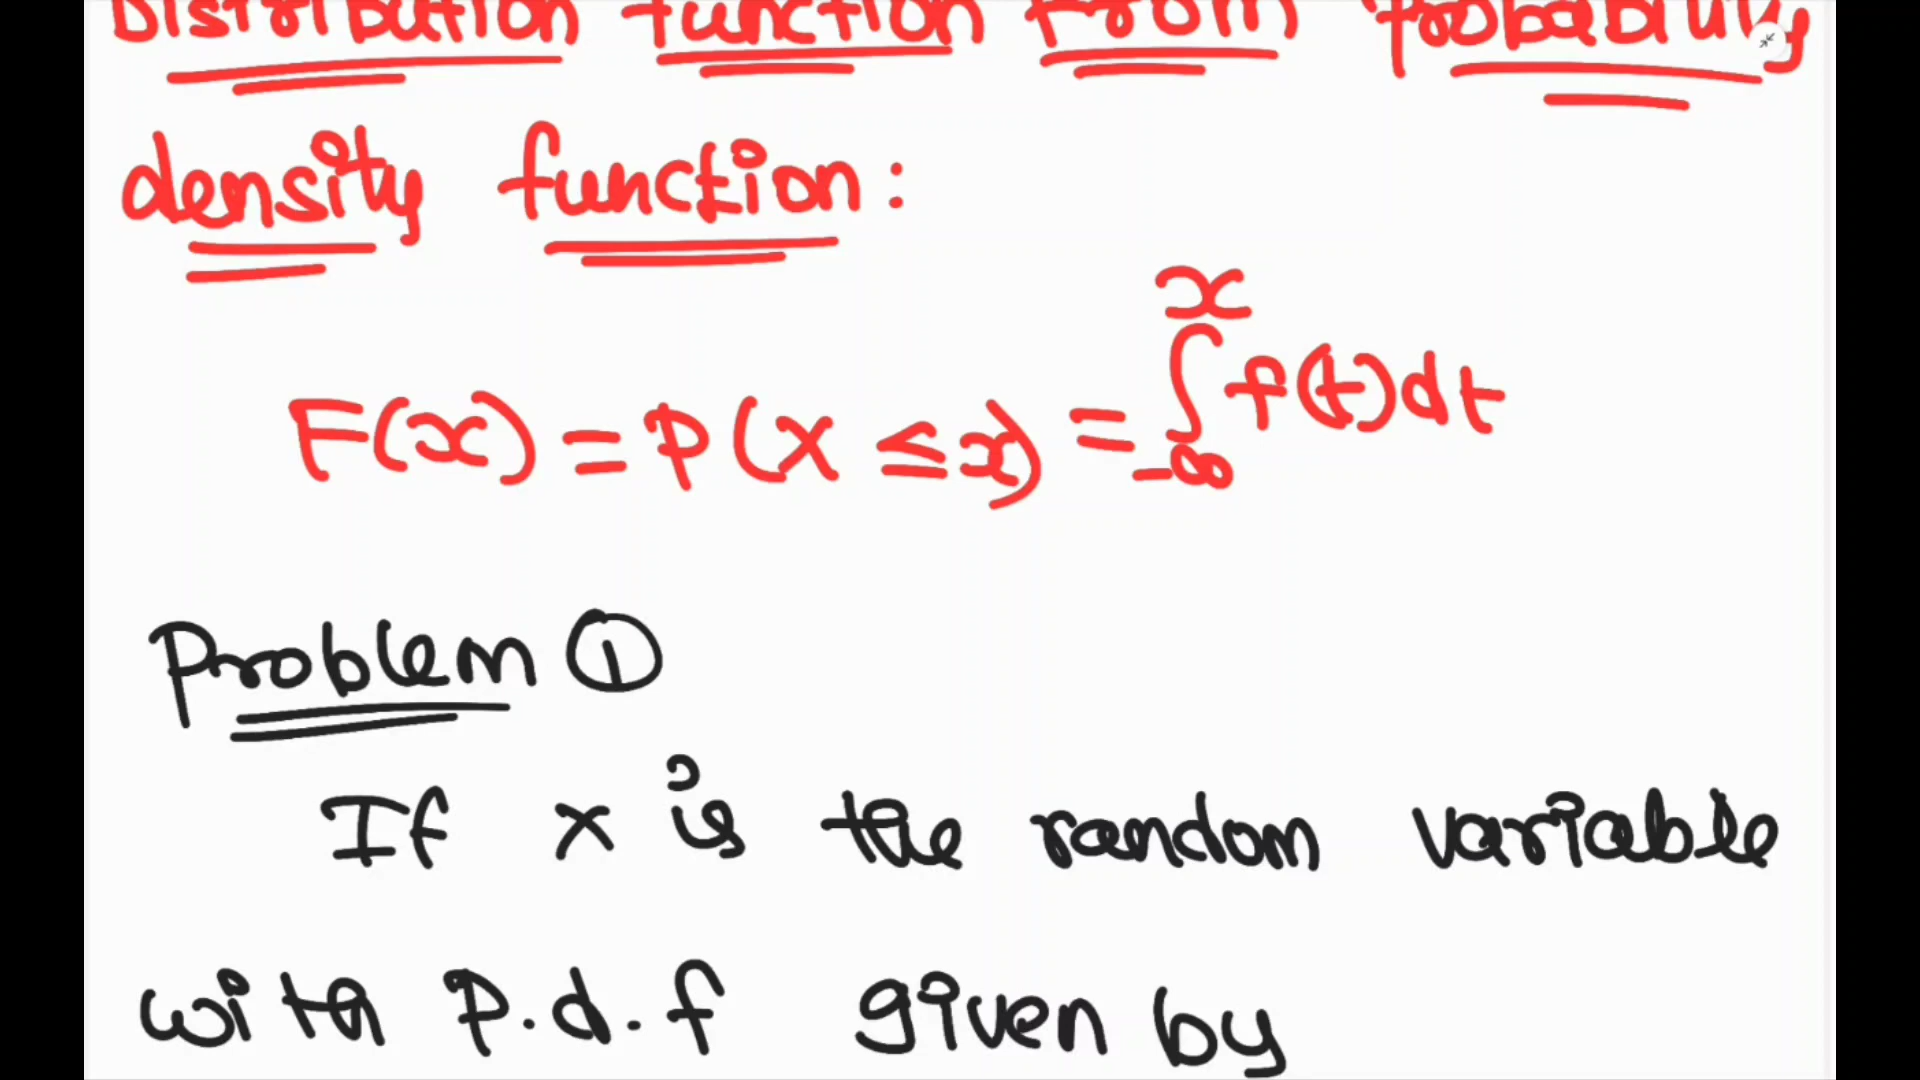 Distribution function From probability
density function:
F(x) = P(X ≤ x) = ∫_{-∞}^{x} f(t)dt
Problem ①
If x is the random variable
with P.d.f given by